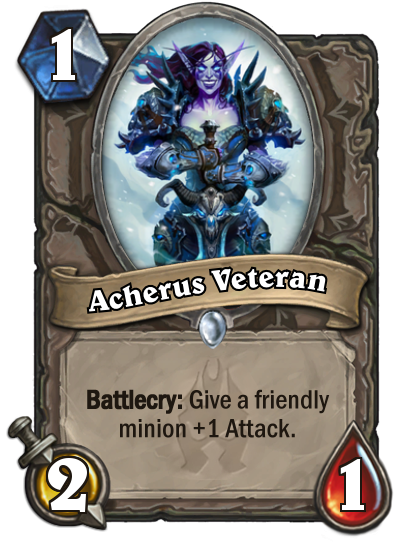 1
Acherus Veteran
Battlecry: Give a friendly
minion +1 Attack.
2
1